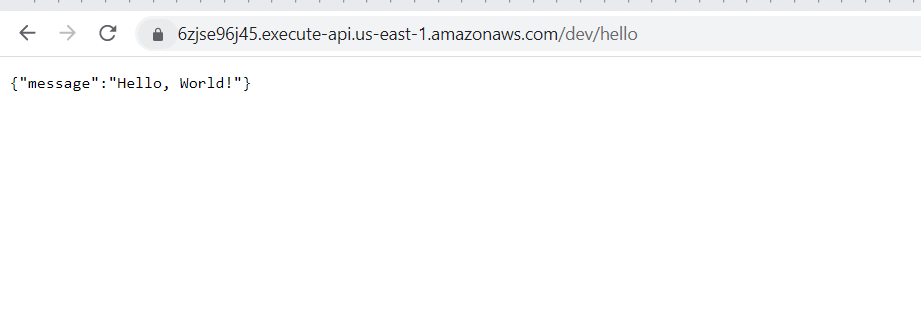 6zjse96j45.execute-api.us-east-1.amazonaws.com/dev/hello
{"message":"Hello, World!"}